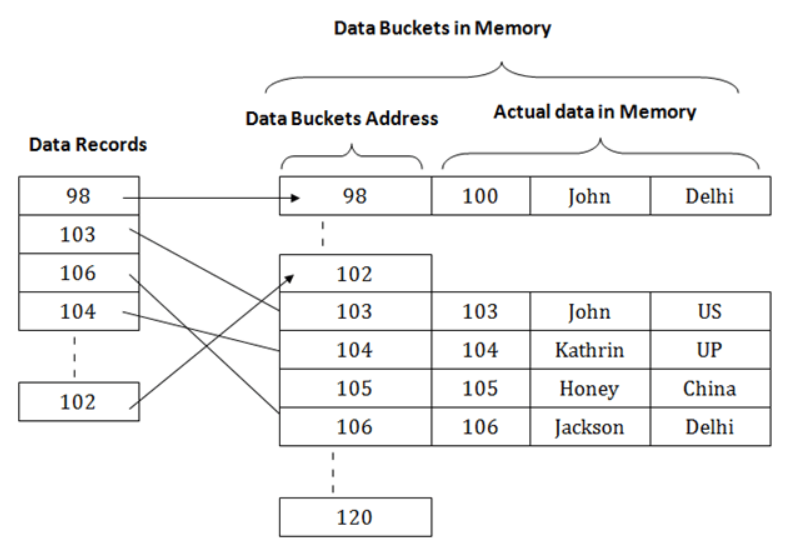 Data Buckets in Memory
Data Buckets Address
Actual data in Memory
Data Records
98
98 100 John Delhi
103
106
102
104
103 103 John US
104 104 Kathrin UP
105 105 Honey China
102
106 106 Jackson Delhi
120